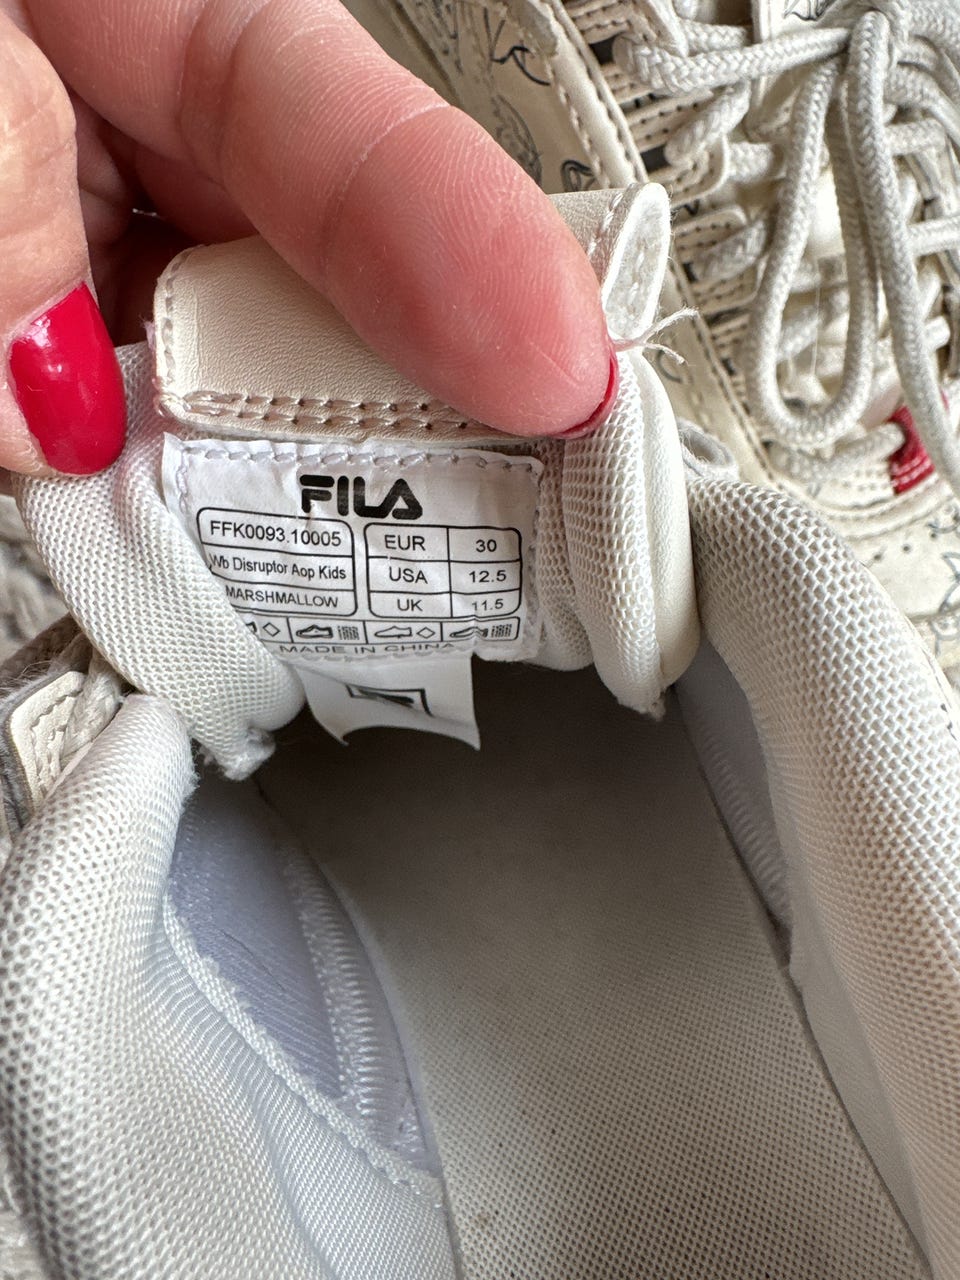 FILA
FFK0093.10005
Wb Disruptor Aop Kids
MARSHMALLOW
EUR 30
USA 12.5
UK 11.5
MADE IN CHINA